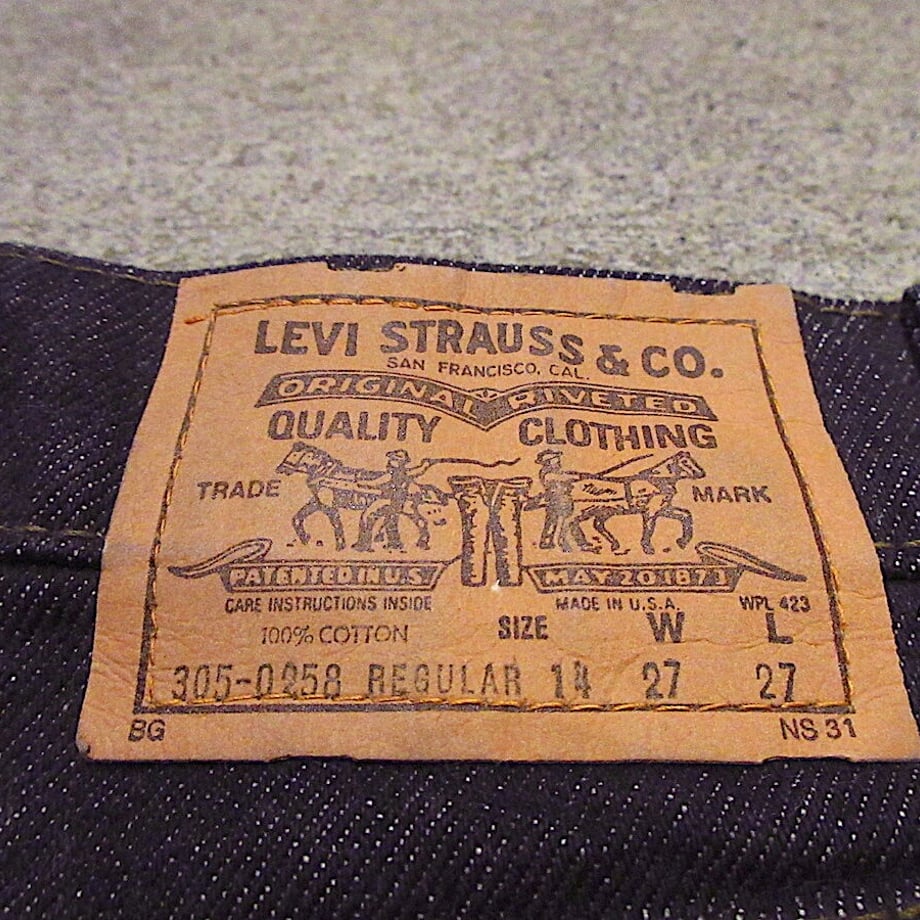 LEVI STRAUSS & CO.
SAN FRANCISCO, CAL.
ORIGINAL RIVETED
QUALITY CLOTHING
TRADE MARK
PATENTED IN U.S. MAY 20 1873
CARE INSTRUCTIONS INSIDE MADE IN U.S.A. WPL 423
100% COTTON SIZE W L
305-0258 REGULAR 14 27 27
BG NS 31